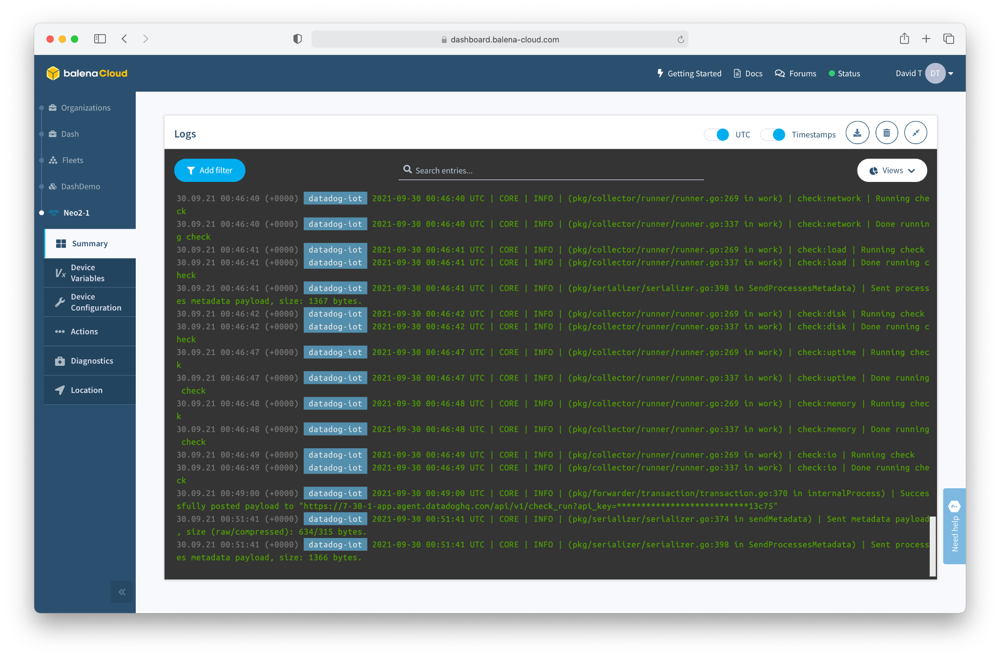 dashboard.balena-cloud.com
balenaCloud
Getting Started
Docs
Forums
Status
David T
DT
Organizations
Dash
Fleets
DashDemo
arm
Neo2-1
Summary
Vx
Device
Variables
Device
Configuration
Actions
Diagnostics
Location
Logs
UTC
Timestamps
Add filter
Search entries...
Views
30.09.21 00:46:40 (+0000) datadog-iot 2021-09-30 00:46:40 UTC | CORE | INFO | (pkg/collector/runner/runner.go:269 in work) | check:network | Running che
ck
30.09.21 00:46:40 (+0000) datadog-iot 2021-09-30 00:46:40 UTC | CORE | INFO | (pkg/collector/runner/runner.go:337 in work) | check:network | Done runnin
g check
30.09.21 00:46:41 (+0000) datadog-iot 2021-09-30 00:46:41 UTC | CORE | INFO | (pkg/collector/runner/runner.go:269 in work) | check:load | Running check
30.09.21 00:46:41 (+0000) datadog-iot 2021-09-30 00:46:41 UTC | CORE | INFO | (pkg/collector/runner/runner.go:337 in work) | check:load | Done running c
heck
30.09.21 00:46:41 (+0000) datadog-iot 2021-09-30 00:46:41 UTC | CORE | INFO | (pkg/serializer/serializer.go:398 in SendProcessesMetadata) | Sent process
es metadata payload, size: 1367 bytes.
30.09.21 00:46:42 (+0000) datadog-iot 2021-09-30 00:46:42 UTC | CORE | INFO | (pkg/collector/runner/runner.go:269 in work) | check:disk | Running check
30.09.21 00:46:42 (+0000) datadog-iot 2021-09-30 00:46:42 UTC | CORE | INFO | (pkg/collector/runner/runner.go:337 in work) | check:disk | Done running c
heck
30.09.21 00:46:47 (+0000) datadog-iot 2021-09-30 00:46:47 UTC | CORE | INFO | (pkg/collector/runner/runner.go:269 in work) | check:uptime | Running chec
k
30.09.21 00:46:47 (+0000) datadog-iot 2021-09-30 00:46:47 UTC | CORE | INFO | (pkg/collector/runner/runner.go:337 in work) | check:uptime | Done running
check
30.09.21 00:46:48 (+0000) datadog-iot 2021-09-30 00:46:48 UTC | CORE | INFO | (pkg/collector/runner/runner.go:269 in work) | check:memory | Running chec
k
30.09.21 00:46:48 (+0000) datadog-iot 2021-09-30 00:46:48 UTC | CORE | INFO | (pkg/collector/runner/runner.go:337 in work) | check:memory | Done running
check
30.09.21 00:46:49 (+0000) datadog-iot 2021-09-30 00:46:49 UTC | CORE | INFO | (pkg/collector/runner/runner.go:269 in work) | check:io | Running check
30.09.21 00:46:49 (+0000) datadog-iot 2021-09-30 00:46:49 UTC | CORE | INFO | (pkg/collector/runner/runner.go:337 in work) | check:io | Done running che
ck
30.09.21 00:49:00 (+0000) datadog-iot 2021-09-30 00:49:00 UTC | CORE | INFO | (pkg/forwarder/transaction/transaction.go:370 in internalProcess) | Succes
sfully posted payload to "https://7-30-1-app.agent.datadoghq.com/api/v1/check_run?api_key=***************************13c75"
30.09.21 00:51:41 (+0000) datadog-iot 2021-09-30 00:51:41 UTC | CORE | INFO | (pkg/serializer/serializer.go:374 in sendMetadata) | Sent metadata payload
, size (raw/compressed): 634/315 bytes.
30.09.21 00:51:41 (+0000) datadog-iot 2021-09-30 00:51:41 UTC | CORE | INFO | (pkg/serializer/serializer.go:398 in SendProcessesMetadata) | Sent process
es metadata payload, size: 1366 bytes.
Need help